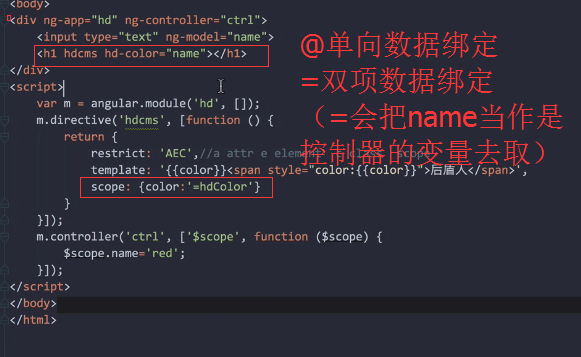 <body>
<div ng-app="hd" ng-controller="ctrl">
<input type="text" ng-model="name">
<h1 hdcms hd-color="name"></h1>
</div>
<script>
var m = angular.module('hd', []);
m.directive('hdcms', [function () {
return {
restrict: 'AEC',//a attr e element
template: '{{color}}<span style="color:{{color}}">后盾人</span>',
scope: {color:'=hdColor'}
}
}]);
m.controller('ctrl', ['$scope', function ($scope) {
$scope.name='red';
}]);
</script>
</body>
</html>
@单向数据绑定
=双项数据绑定
（=会把name当作是
控制器的变量去取）